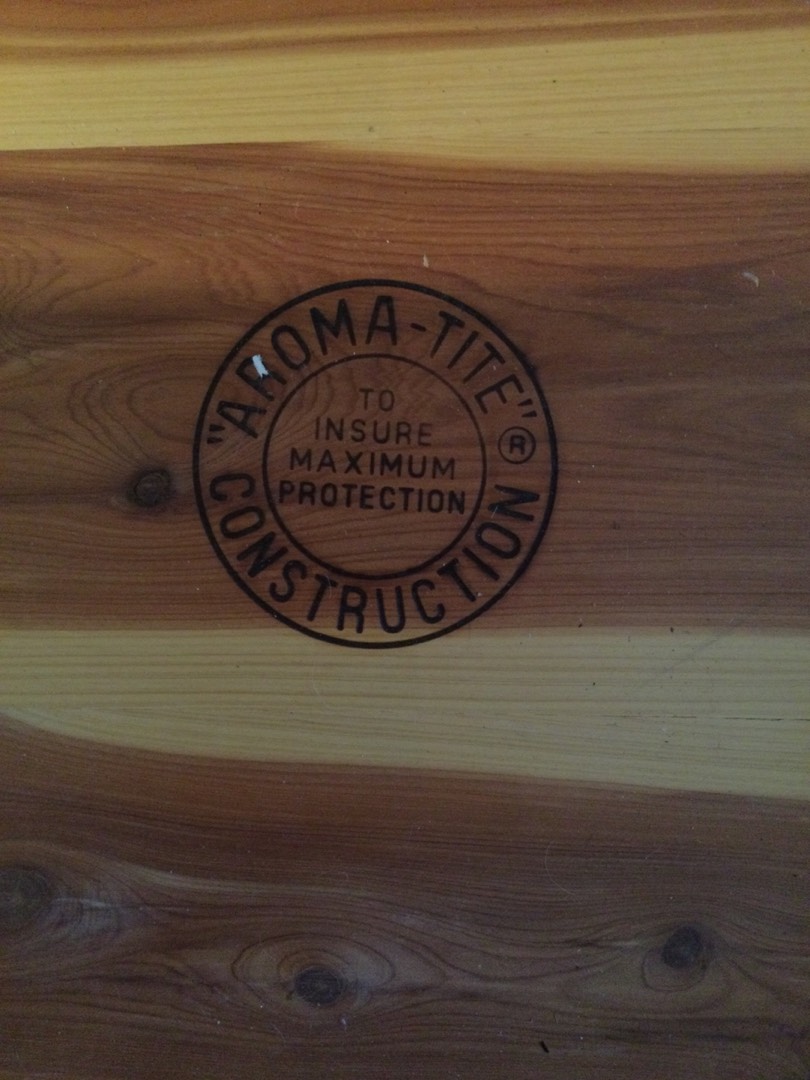 "AROMA-TITE" ®
TO
INSURE
MAXIMUM
PROTECTION
CONSTRUCTION